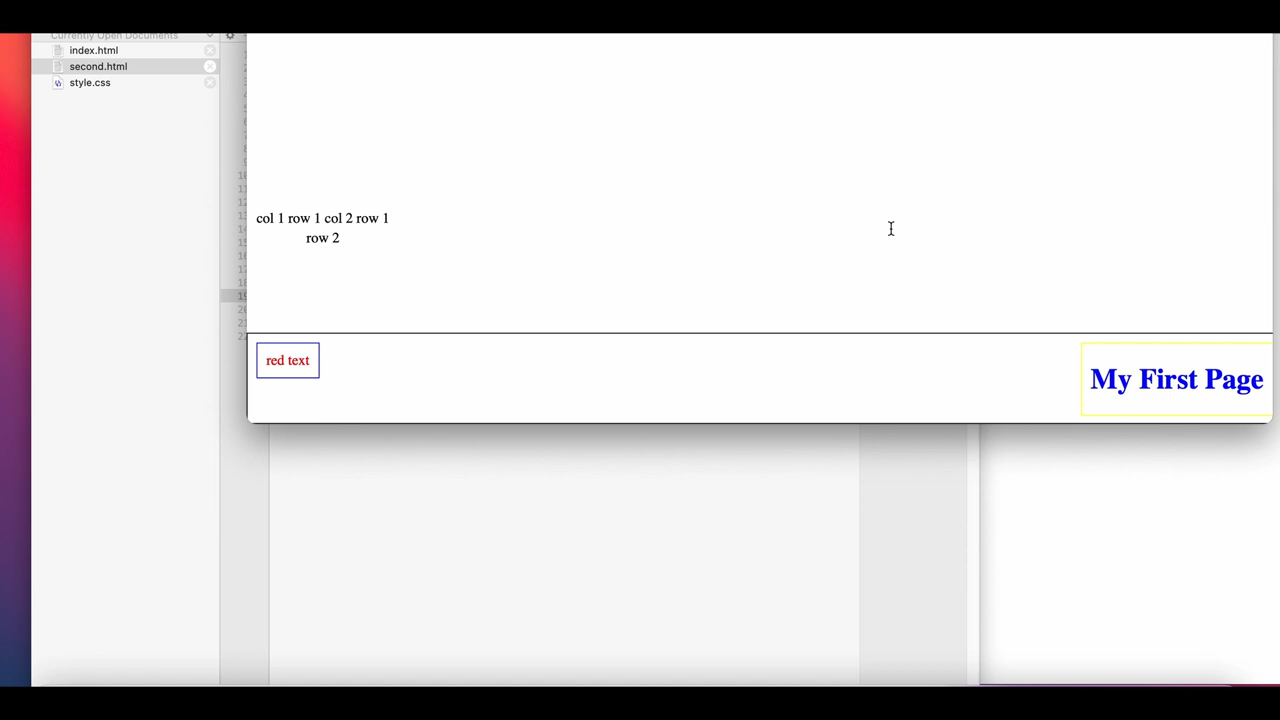 Currently Open Documents
index.html
second.html
style.css
col 1 row 1 col 2 row 1
row 2
red text
My First Page